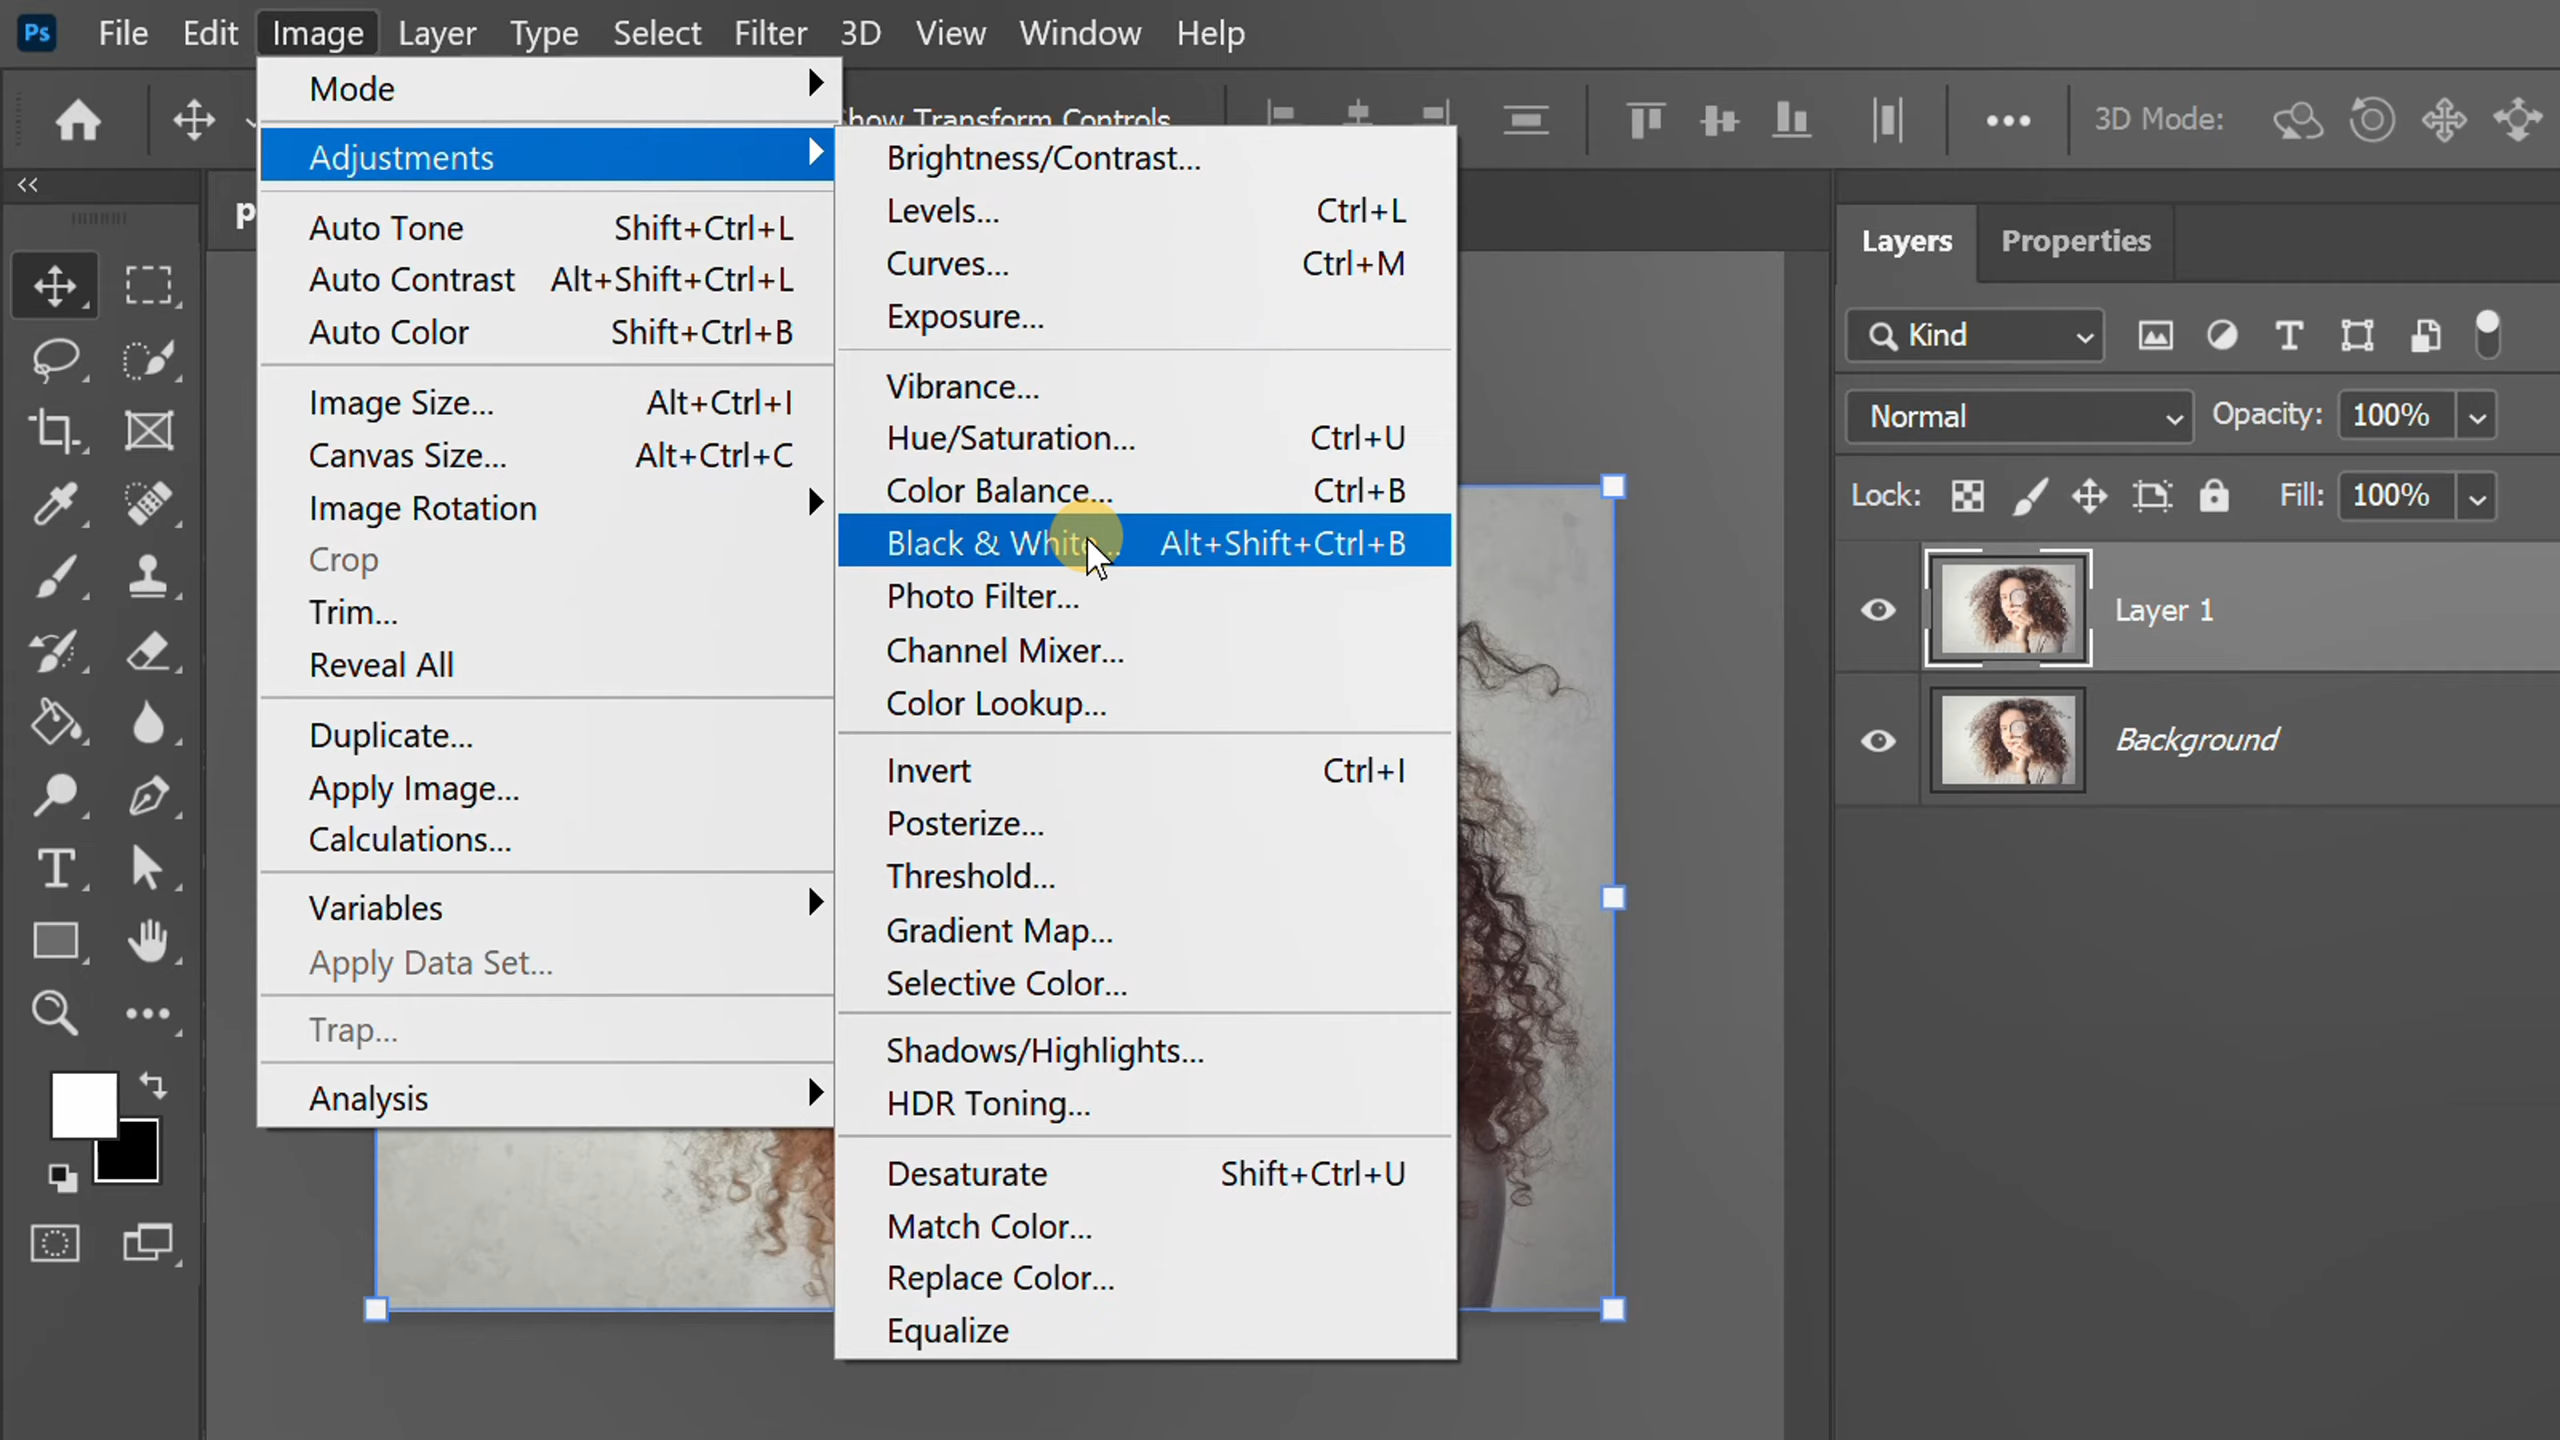 Ps File Edit Image Layer Type Select Filter 3D View Window Help
Show Transform Controls 3D Mode:
p
Mode
Adjustments
Auto Tone Shift+Ctrl+L
Auto Contrast Alt+Shift+Ctrl+L
Auto Color Shift+Ctrl+B
Image Size... Alt+Ctrl+I
Canvas Size... Alt+Ctrl+C
Image Rotation
Crop
Trim...
Reveal All
Duplicate...
Apply Image...
Calculations...
Variables
Apply Data Set...
Trap...
Analysis
Brightness/Contrast...
Levels... Ctrl+L
Curves... Ctrl+M
Exposure...
Vibrance...
Hue/Saturation... Ctrl+U
Color Balance... Ctrl+B
Black & White... Alt+Shift+Ctrl+B
Photo Filter...
Channel Mixer...
Color Lookup...
Invert Ctrl+I
Posterize...
Threshold...
Gradient Map...
Selective Color...
Shadows/Highlights...
HDR Toning...
Desaturate Shift+Ctrl+U
Match Color...
Replace Color...
Equalize
Layers Properties
Kind
Normal Opacity: 100%
Lock: Fill: 100%
Layer 1
Background